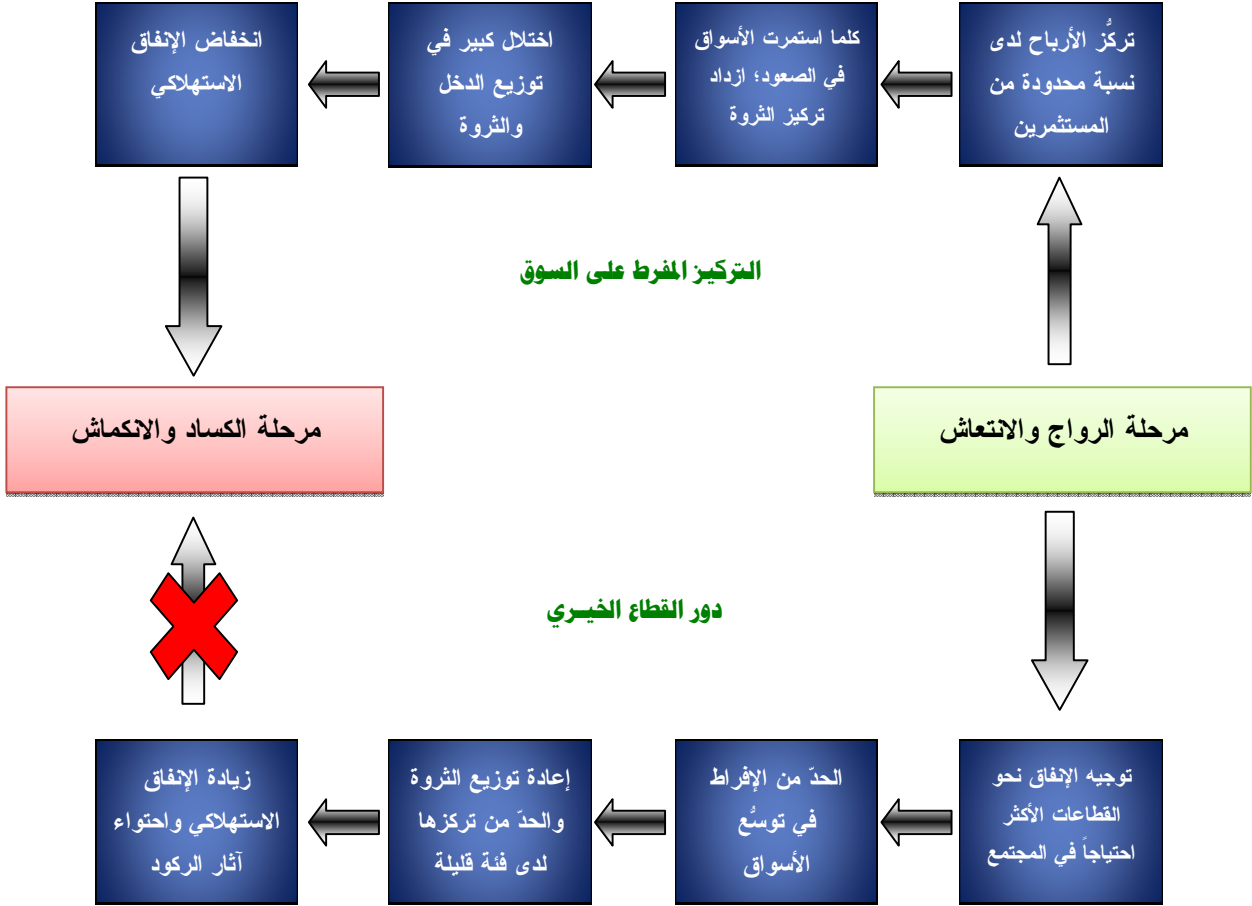 تركُّز الأرباح لدى
نسبة محدودة من
المستثمرين
كلما استمرت الأسواق
في الصعود؛ ازداد
تركيز الثروة
اختلال كبير في
توزيع الدخل
والثروة
انخفاض الإنفاق
الاستهلاكي
التركيز المفرط على السوق
مرحلة الرواج والانتعاش
مرحلة الكساد والانكماش
دور القطاع الخيــري
توجيه الإنفاق نحو
القطاعات الأكثر
احتياجاً في المجتمع
الحدّ من الإفراط
في توسُّع
الأسواق
إعادة توزيع الثروة
والحدّ من تركزها
لدى فئة قليلة
زيادة الإنفاق
الاستهلاكي واحتواء
آثار الركود